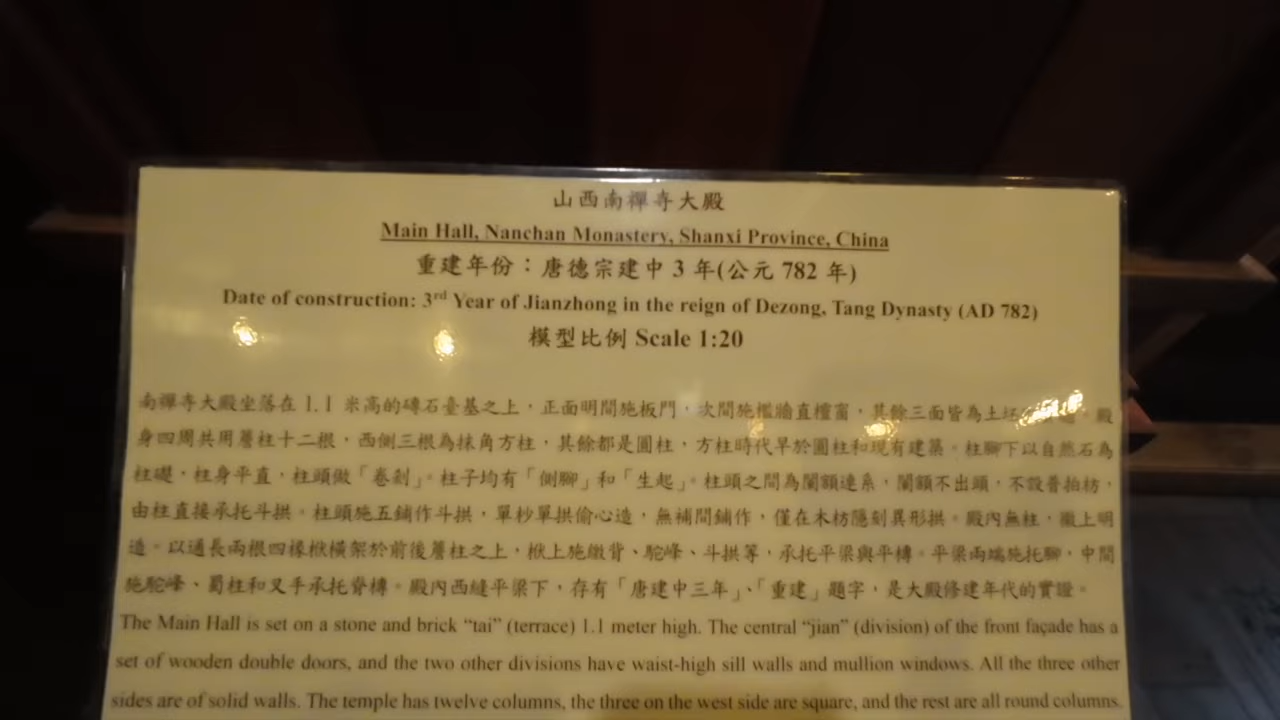 山西南禪寺大殿
Main Hall, Nanchan Monastery, Shanxi Province, China
重建年份：唐德宗建中 3 年(公元 782 年)
Date of construction: 3rd Year of Jianzhong in the reign of Dezong, Tang Dynasty (AD 782)
模型比例 Scale 1:20
南禪寺大殿坐落在 1.1 米高的磚石臺基之上，正面明間施板門，次間施檻牆直欞窗，其餘三面皆為土坯 殿
身四周共用簷柱十二根，西側三根為抹角方柱，其餘都是圓柱，方柱時代早於圓柱和現有建築。柱腳下以自然石為
柱礎，柱身平直，柱頭做「卷剎」。柱子均有「側腳」和「生起」。柱頭之間為闌額連系，闌額不出頭，不設普拍枋，
由柱直接承托斗拱。柱頭施五鋪作斗拱，單杪單拱偷心造，無補間鋪作，僅在木枋隱刻異形拱。殿內無柱，徹上明
造。以通長兩根四椽栿橫架於前後簷柱之上，栿上施繳背、駝峰、斗拱等，承托平梁與平槫。平梁兩端施托腳，中間
施駝峰、蜀柱和叉手承托脊槫。殿內西縫平梁下，存有「唐建中三年」、「重建」題字，是大殿修建年代的實證。
The Main Hall is set on a stone and brick “tai” (terrace) 1.1 meter high. The central “jian” (division) of the front façade has a
set of wooden double doors, and the two other divisions have waist-high sill walls and mullion windows. All the three other
sides are of solid walls. The temple has twelve columns, the three on the west side are square, and the rest are all round columns.